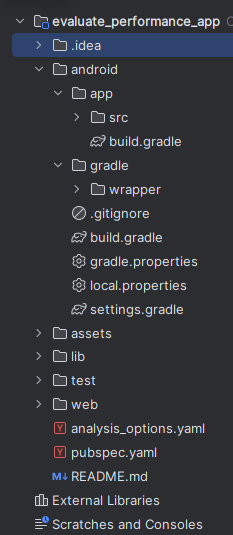 evaluate_performance_app
.idea
android
app
src
build.gradle
gradle
wrapper
.gitignore
build.gradle
gradle.properties
local.properties
settings.gradle
assets
lib
test
web
analysis_options.yaml
pubspec.yaml
M↓ README.md
External Libraries
Scratches and Consoles